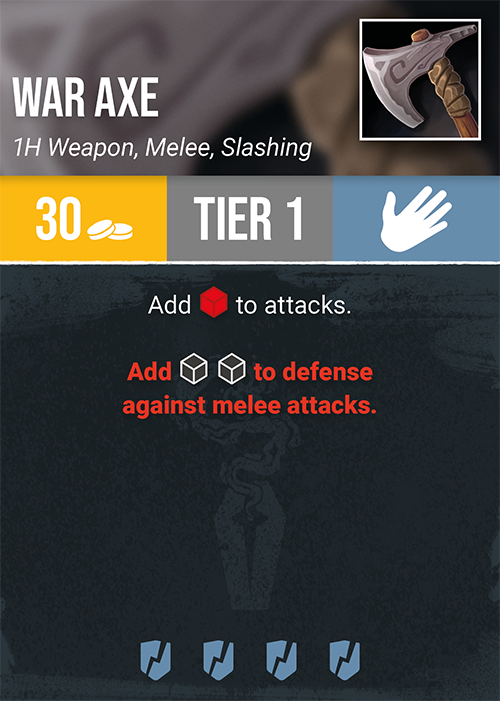 WAR AXE
1H Weapon, Melee, Slashing
30 TIER 1
Add to attacks.
Add to defense
against melee attacks.